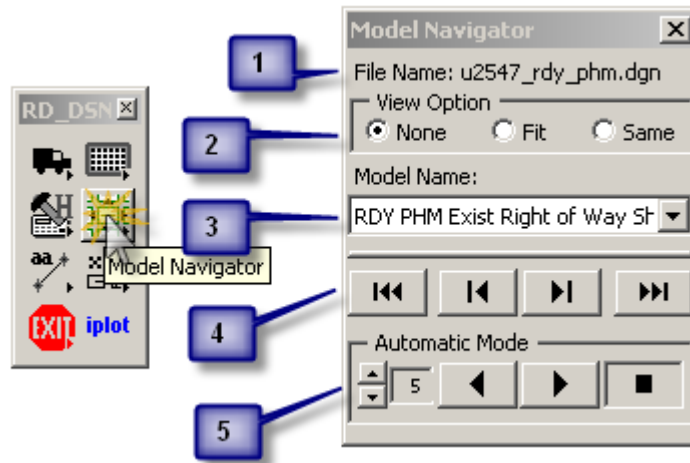 RD_DSN
H
aa
EXIT
iplot
Model Navigator
1
2
3
4
5
Model Navigator
File Name: u2547_rdy_phm.dgn
View Option
None Fit Same
Model Name:
RDY PHM Exist Right of Way Sh
Automatic Mode
5